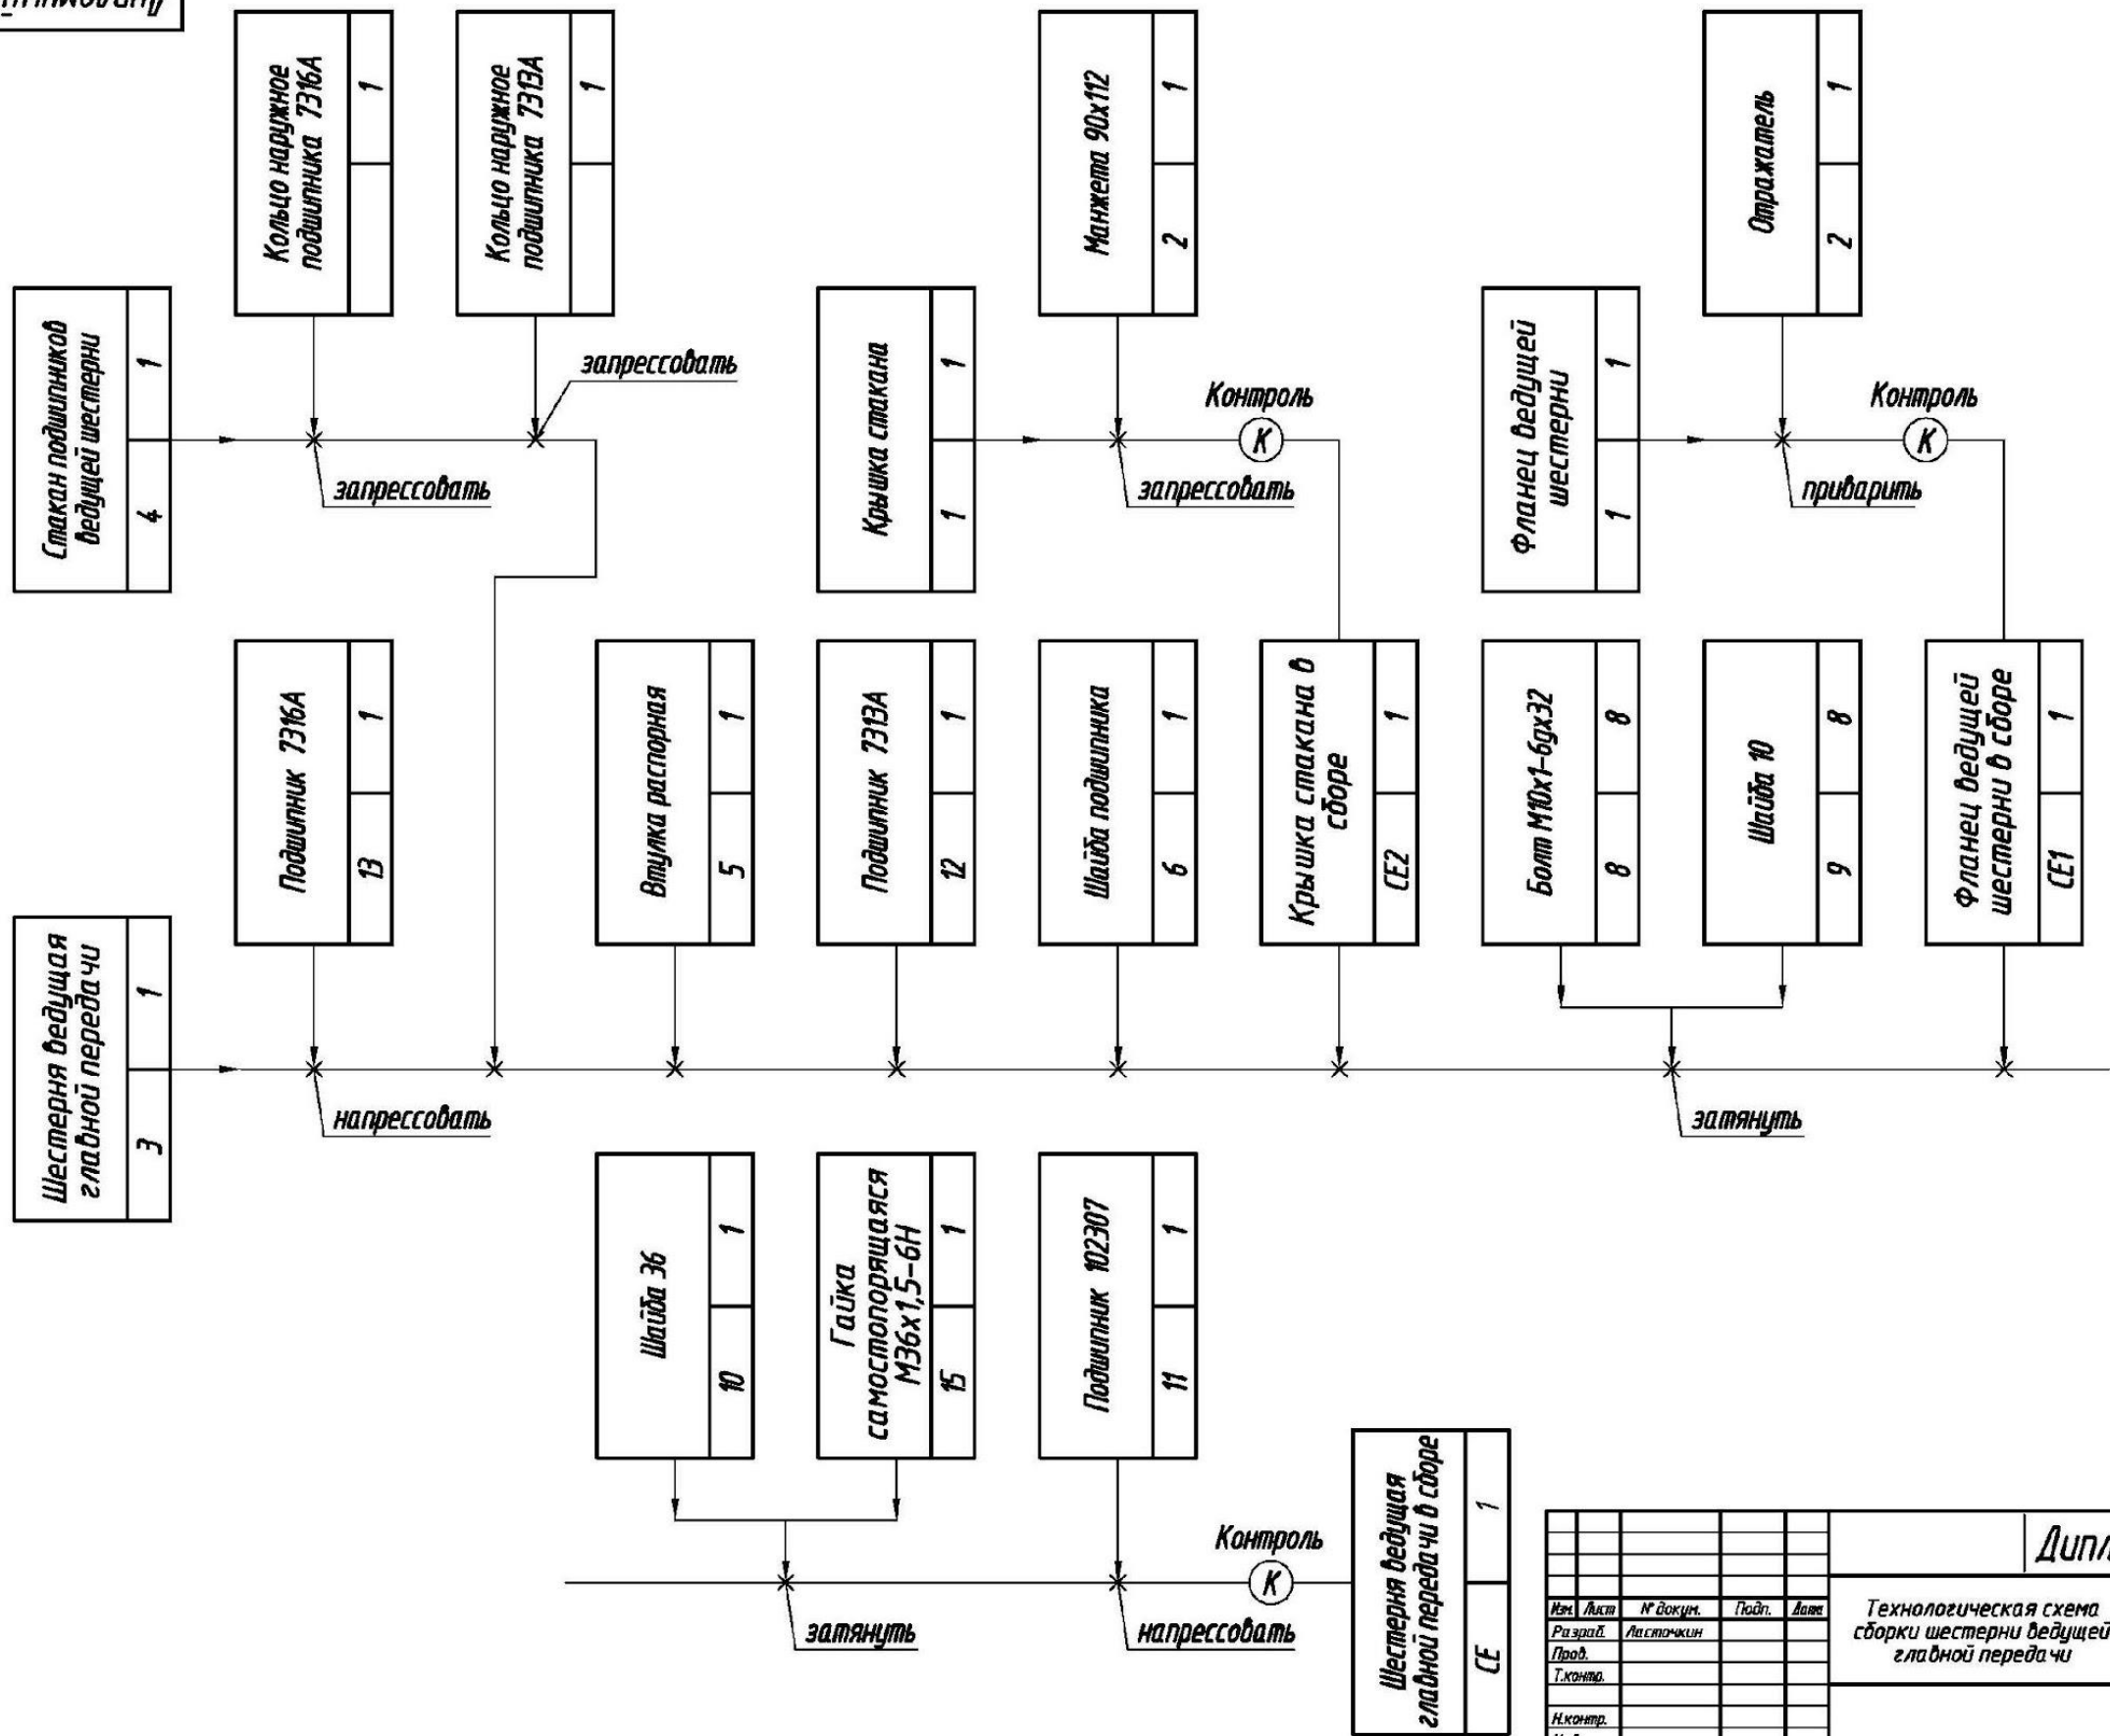 Кольцо наружное
подшипника 7316А
1
Кольцо наружное
подшипника 7313А
1
Манжета 90х112
2
1
Отражатель
2
1
Стакан подшипников
ведущей шестерни
4
1
запрессовать
запрессовать
Крышка стакана
1
1
Контроль
К
запрессовать
Фланец ведущей
шестерни
1
1
Контроль
К
приварить
Подшипник 7316А
13
1
Втулка распорная
5
1
Подшипник 7313А
12
1
Шайба подшипника
6
1
Крышка стакана в
сборе
СЕ2
1
Болт М10х1-6gх32
8
8
Шайба 10
9
8
Фланец ведущей
шестерни в сборе
СЕ1
1
Шестерня ведущая
главной передачи
3
1
напрессовать
затянуть
Шайба 36
10
1
Гайка
самостопорящаяся
М36х1,5-6Н
15
1
Подшипник 102307
11
1
затянуть
напрессовать
Контроль
К
Шестерня ведущая
главной передачи в сборе
СЕ
1
Дипл
Изм. Лист № докум. Подп. Дата
Разраб. Ласточкин
Пров.
Т.контр.
Н.контр.
Технологическая схема
сборки шестерни ведущей
главной передачи